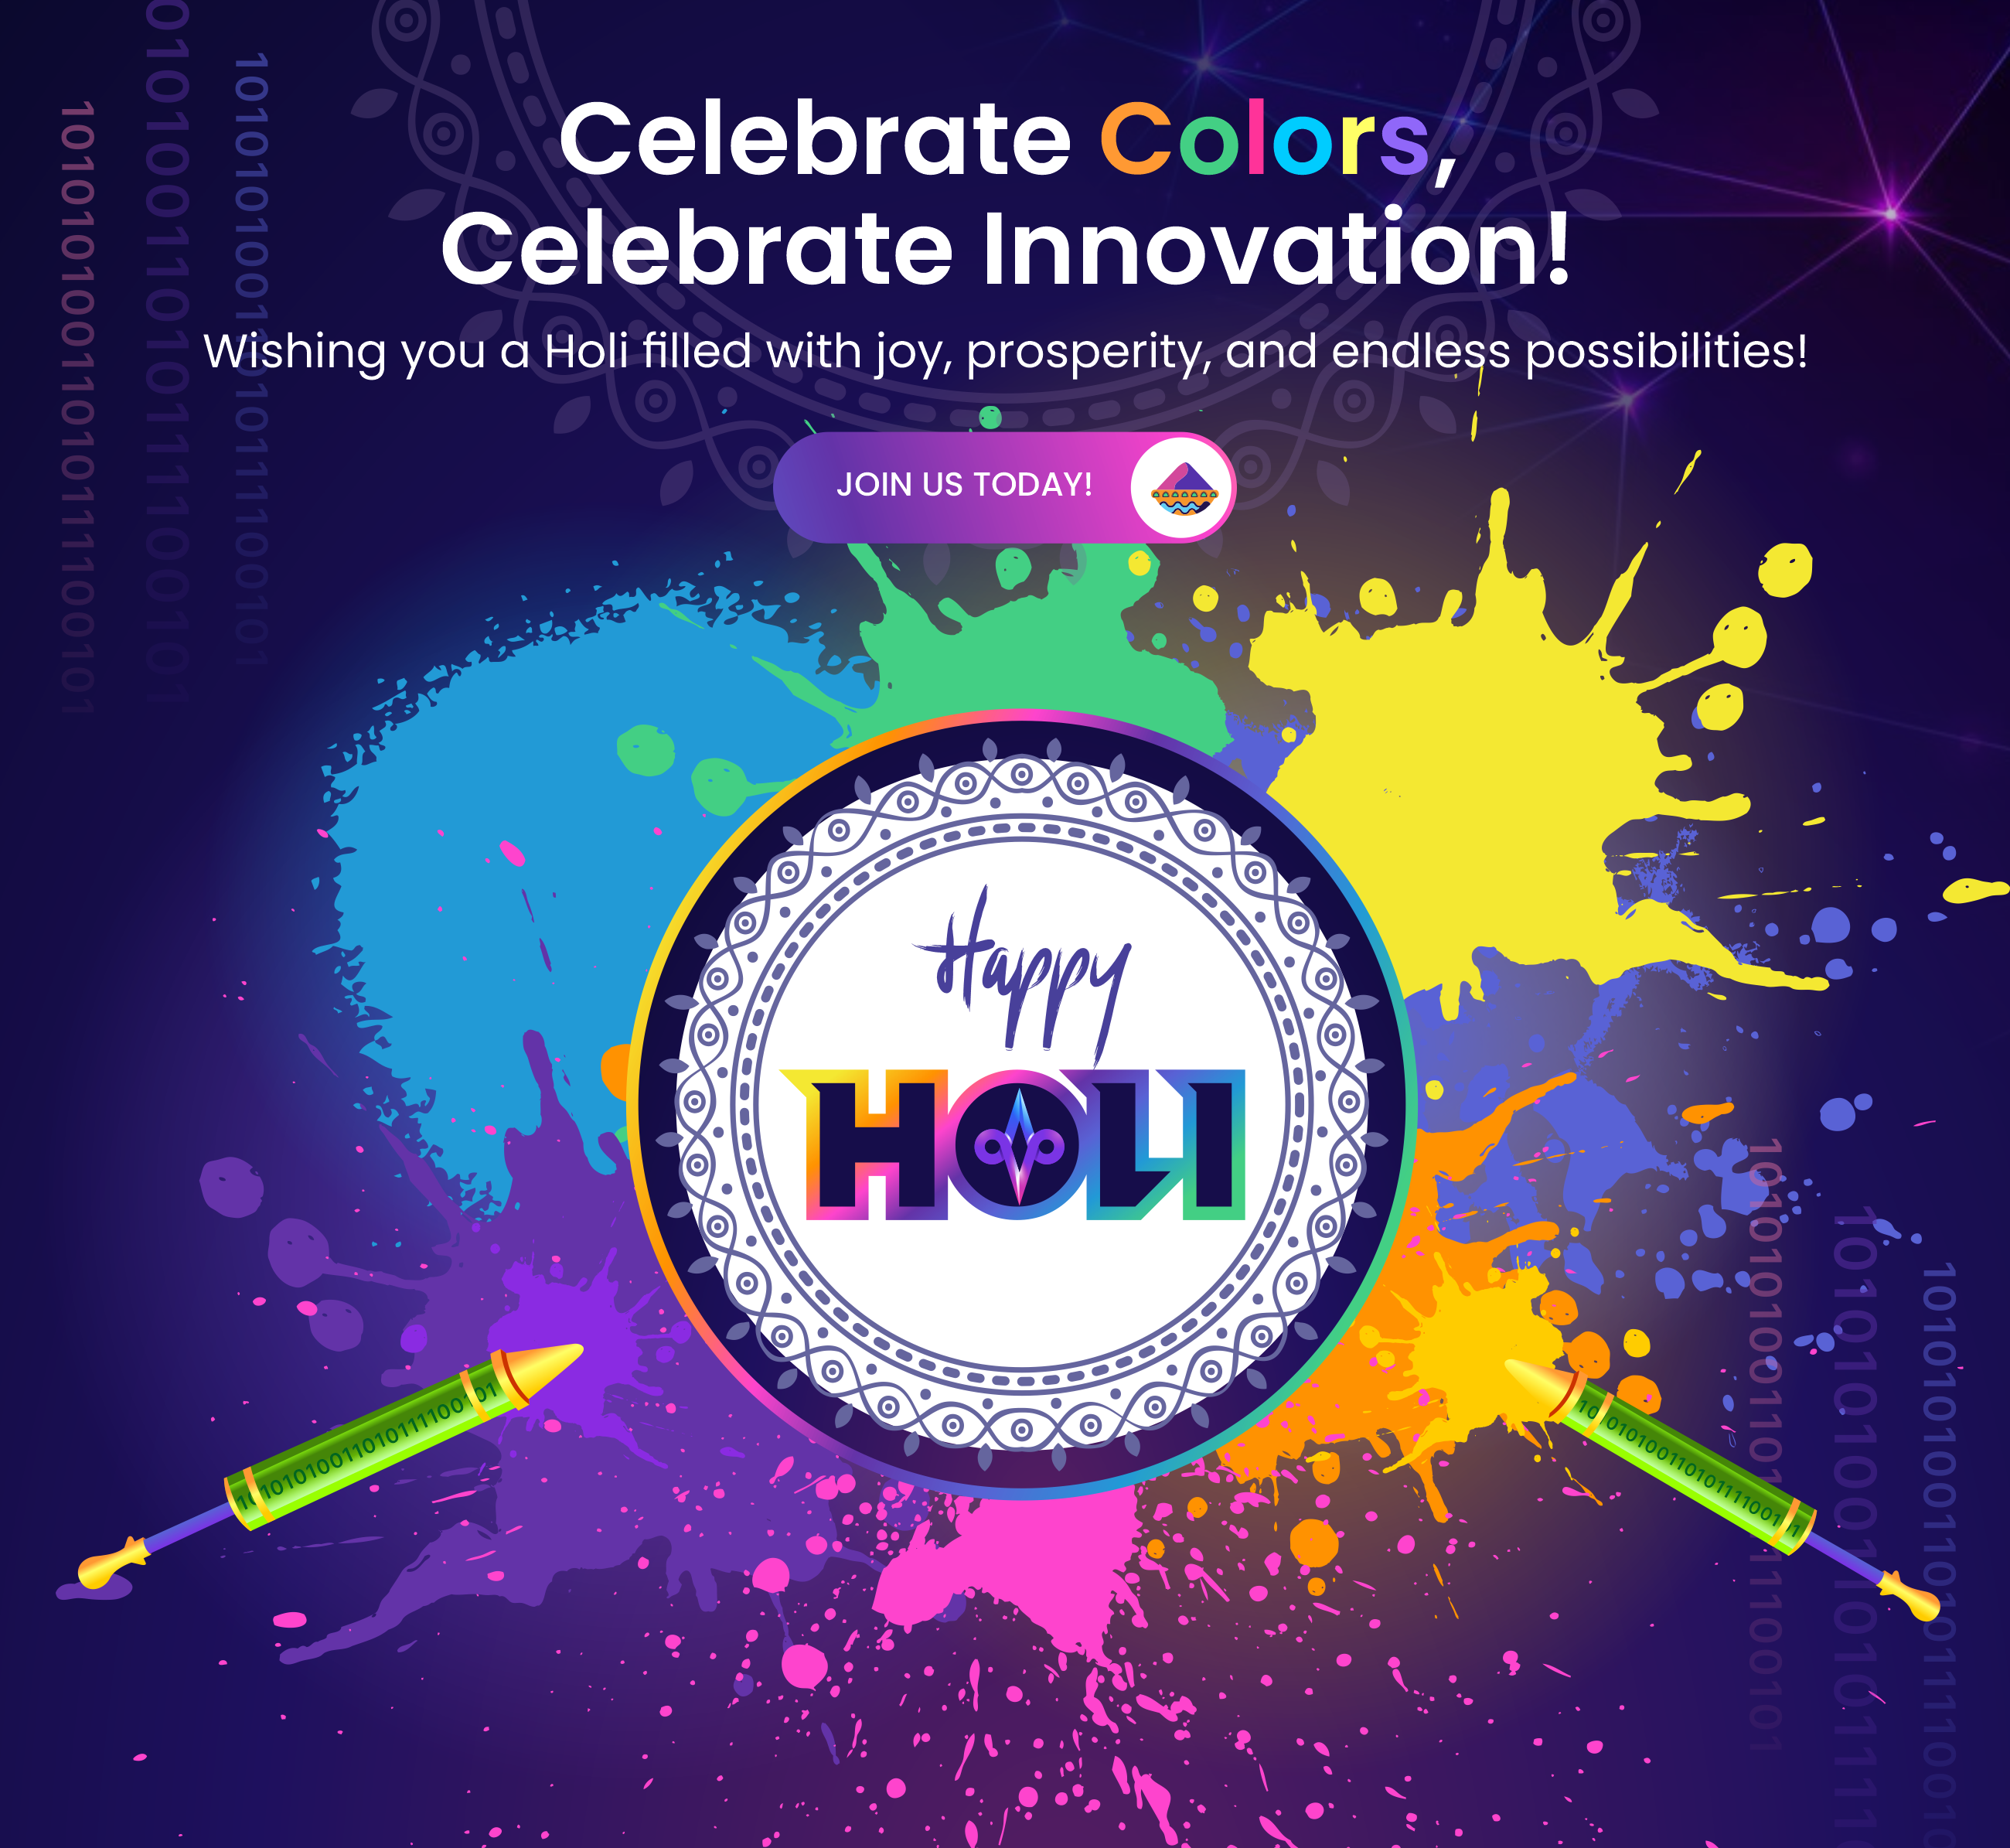 Celebrate Colors,
Celebrate Innovation!
Wishing you a Holi filled with joy, prosperity, and endless possibilities!
JOIN US TODAY!
Happy
HOLI